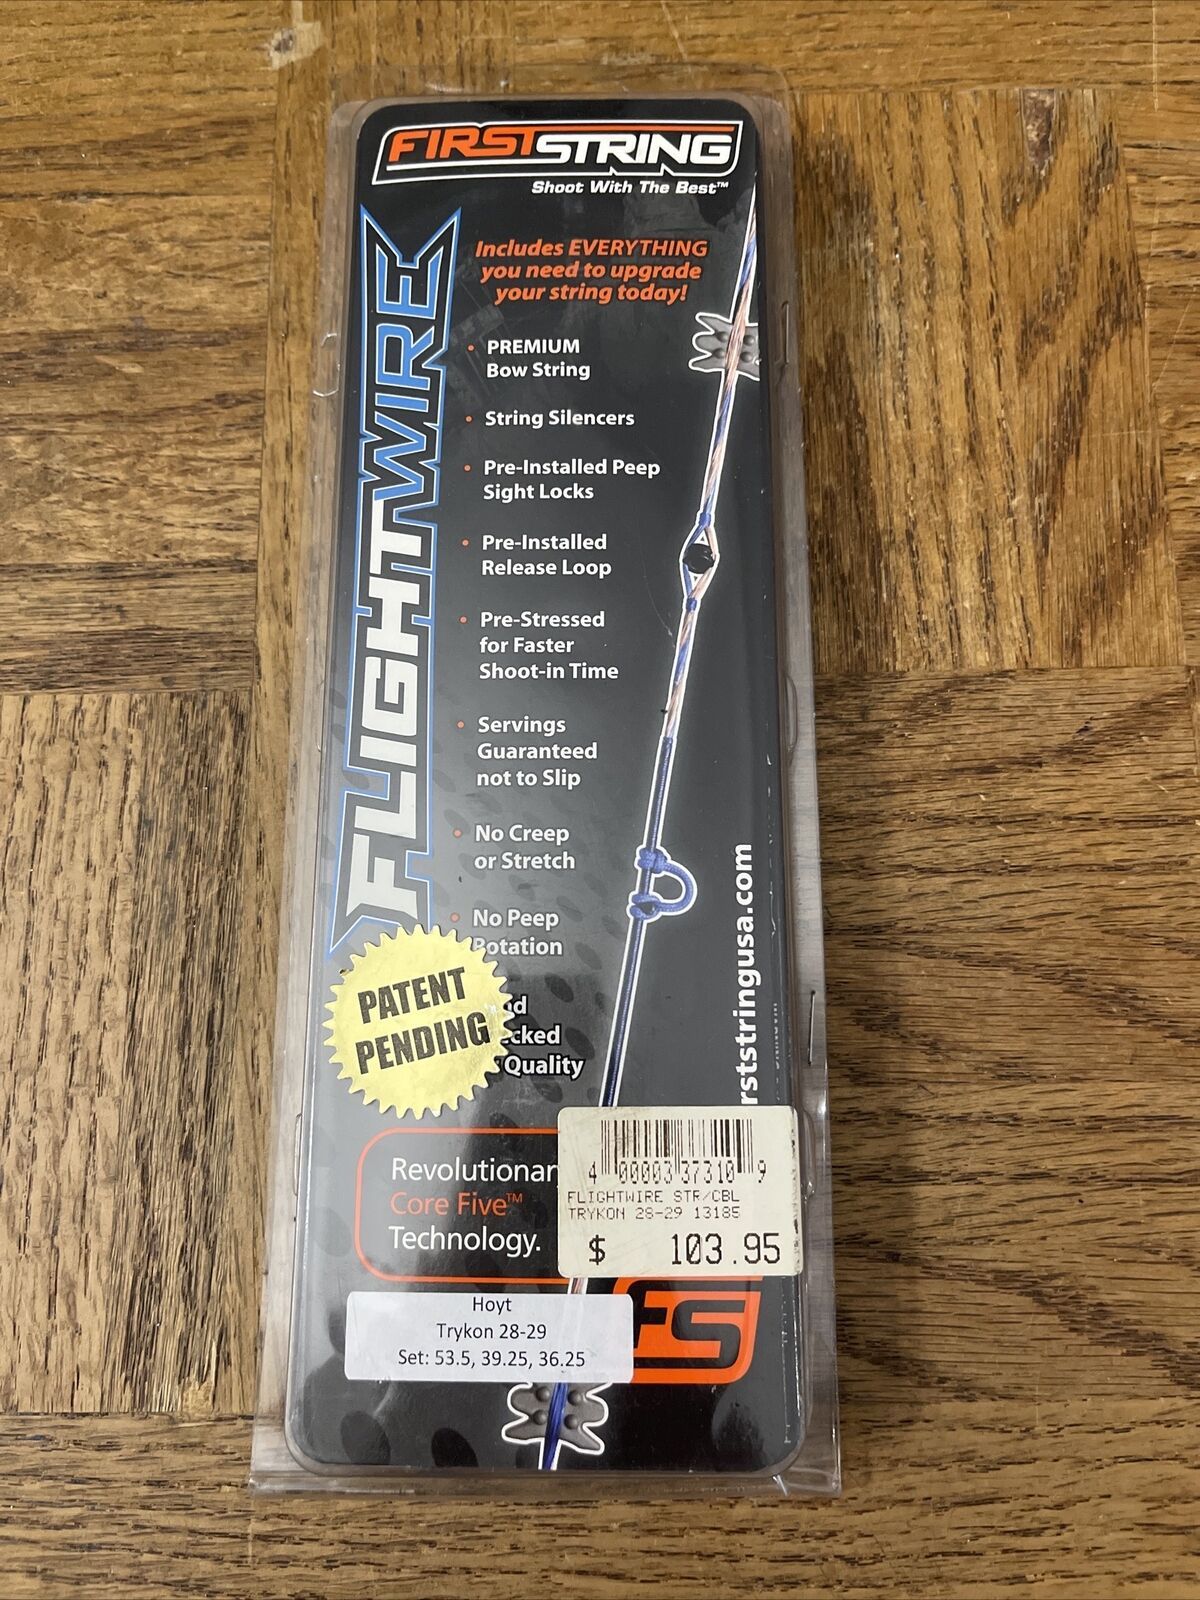 FIRSTSTRING
Shoot With The Best™
FLIGHTWIRE
Includes EVERYTHING
you need to upgrade
your string today!
• PREMIUM
Bow String
• String Silencers
• Pre-Installed Peep
Sight Locks
• Pre-Installed
Release Loop
• Pre-Stressed
for Faster
Shoot-in Time
• Servings
Guaranteed
not to Slip
• No Creep
or Stretch
• No Peep
Rotation
Quality
PATENT
PENDING
rststringusa.com
Revolutionar
Core Five™
Technology.
4 00003 37310 9
FLIGHTWIRE STR/CBL
TRYKON 28-29 13185
$ 103.95
FS
Hoyt
Trykon 28-29
Set: 53.5, 39.25, 36.25